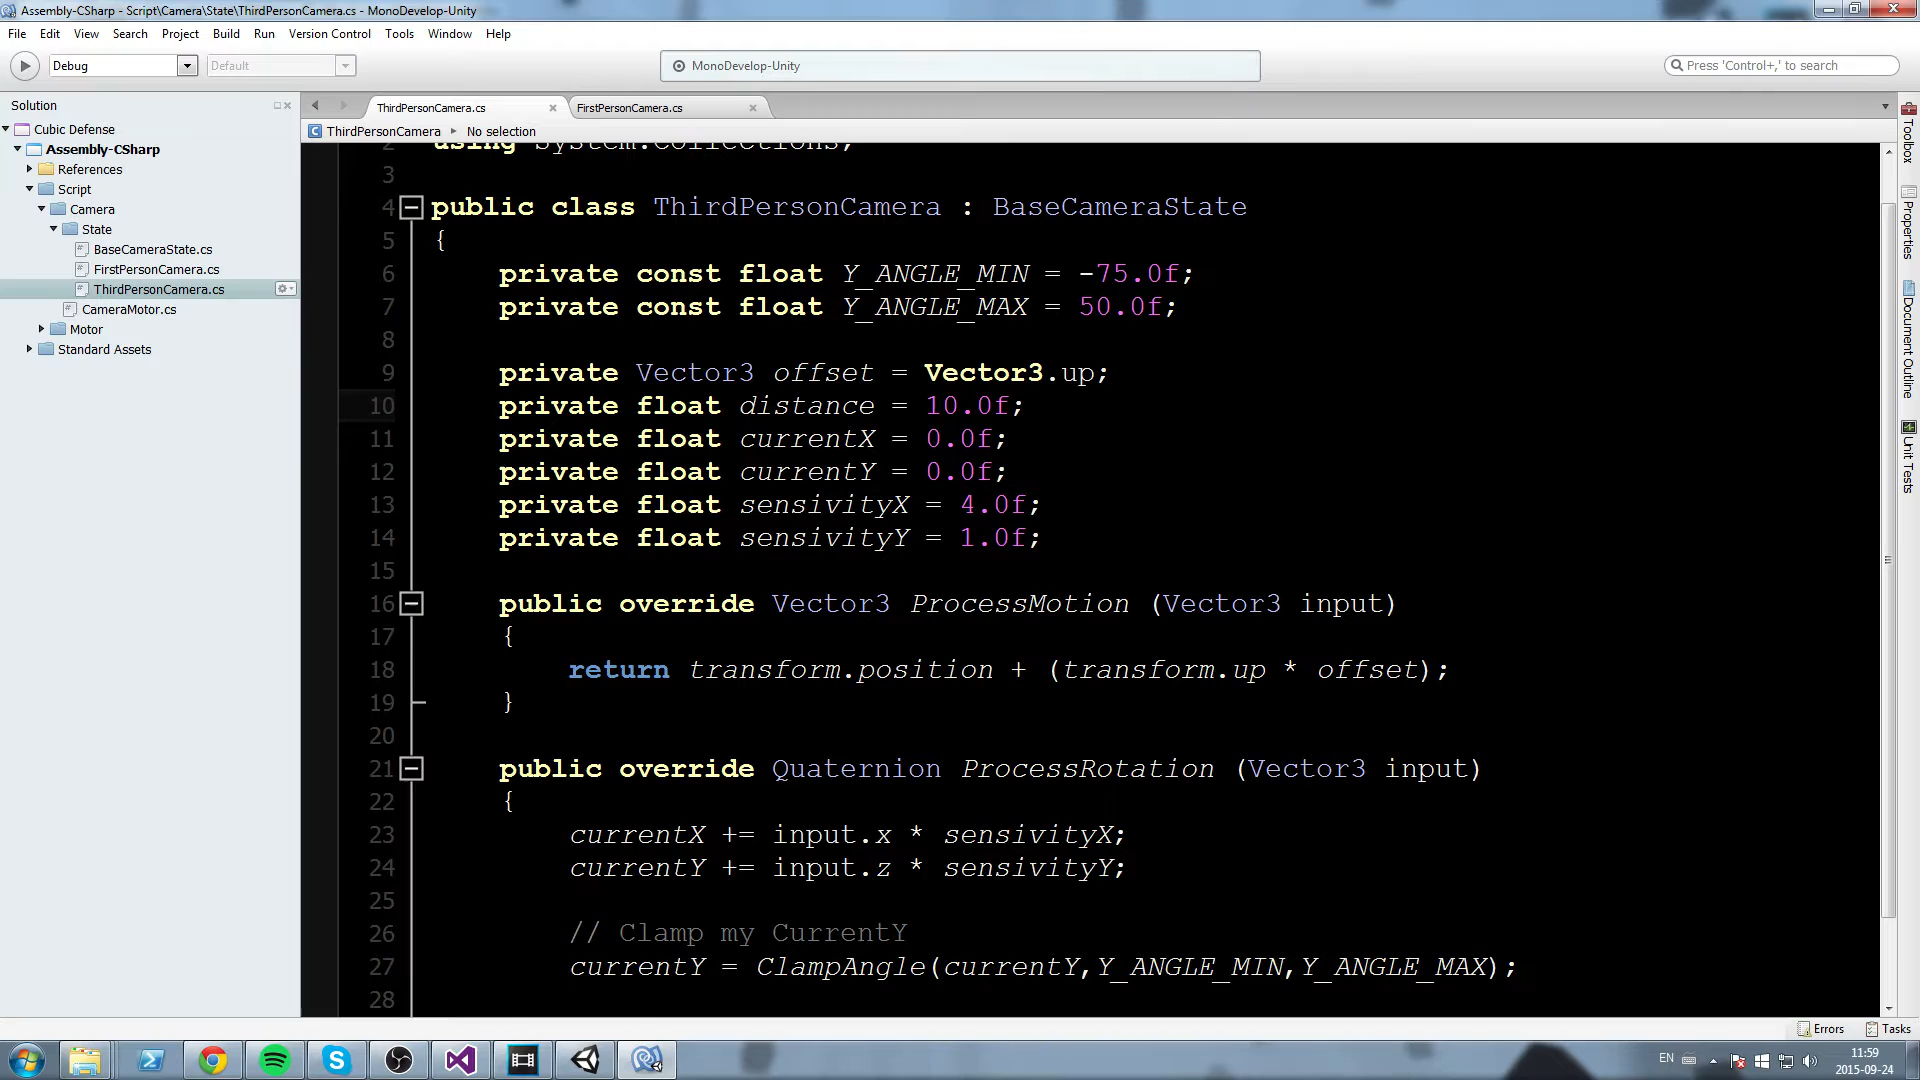 Assembly-CSharp - Script\Camera\State\ThirdPersonCamera.cs - MonoDevelop-Unity
File Edit View Search Project Build Run Version Control Tools Window Help
Debug Default MonoDevelop-Unity Press 'Control+,' to search
Solution
Cubic Defense
Assembly-CSharp
References
Script
Camera
State
BaseCameraState.cs
FirstPersonCamera.cs
ThirdPersonCamera.cs
CameraMotor.cs
Motor
Standard Assets
ThirdPersonCamera.cs FirstPersonCamera.cs
ThirdPersonCamera No selection
2 using System.Collections;
3
4 public class ThirdPersonCamera : BaseCameraState
5 {
6 private const float Y_ANGLE_MIN = -75.0f;
7 private const float Y_ANGLE_MAX = 50.0f;
8
9 private Vector3 offset = Vector3.up;
10 private float distance = 10.0f;
11 private float currentX = 0.0f;
12 private float currentY = 0.0f;
13 private float sensivityX = 4.0f;
14 private float sensivityY = 1.0f;
15
16 public override Vector3 ProcessMotion (Vector3 input)
17 {
18 return transform.position + (transform.up * offset);
19 }
20
21 public override Quaternion ProcessRotation (Vector3 input)
22 {
23 currentX += input.x * sensivityX;
24 currentY += input.z * sensivityY;
25
26 // Clamp my CurrentY
27 currentY = ClampAngle(currentY,Y_ANGLE_MIN,Y_ANGLE_MAX);
28
Toolbox
Properties
Document Outline
Unit Tests
Errors Tasks
EN
11:59
2015-09-24